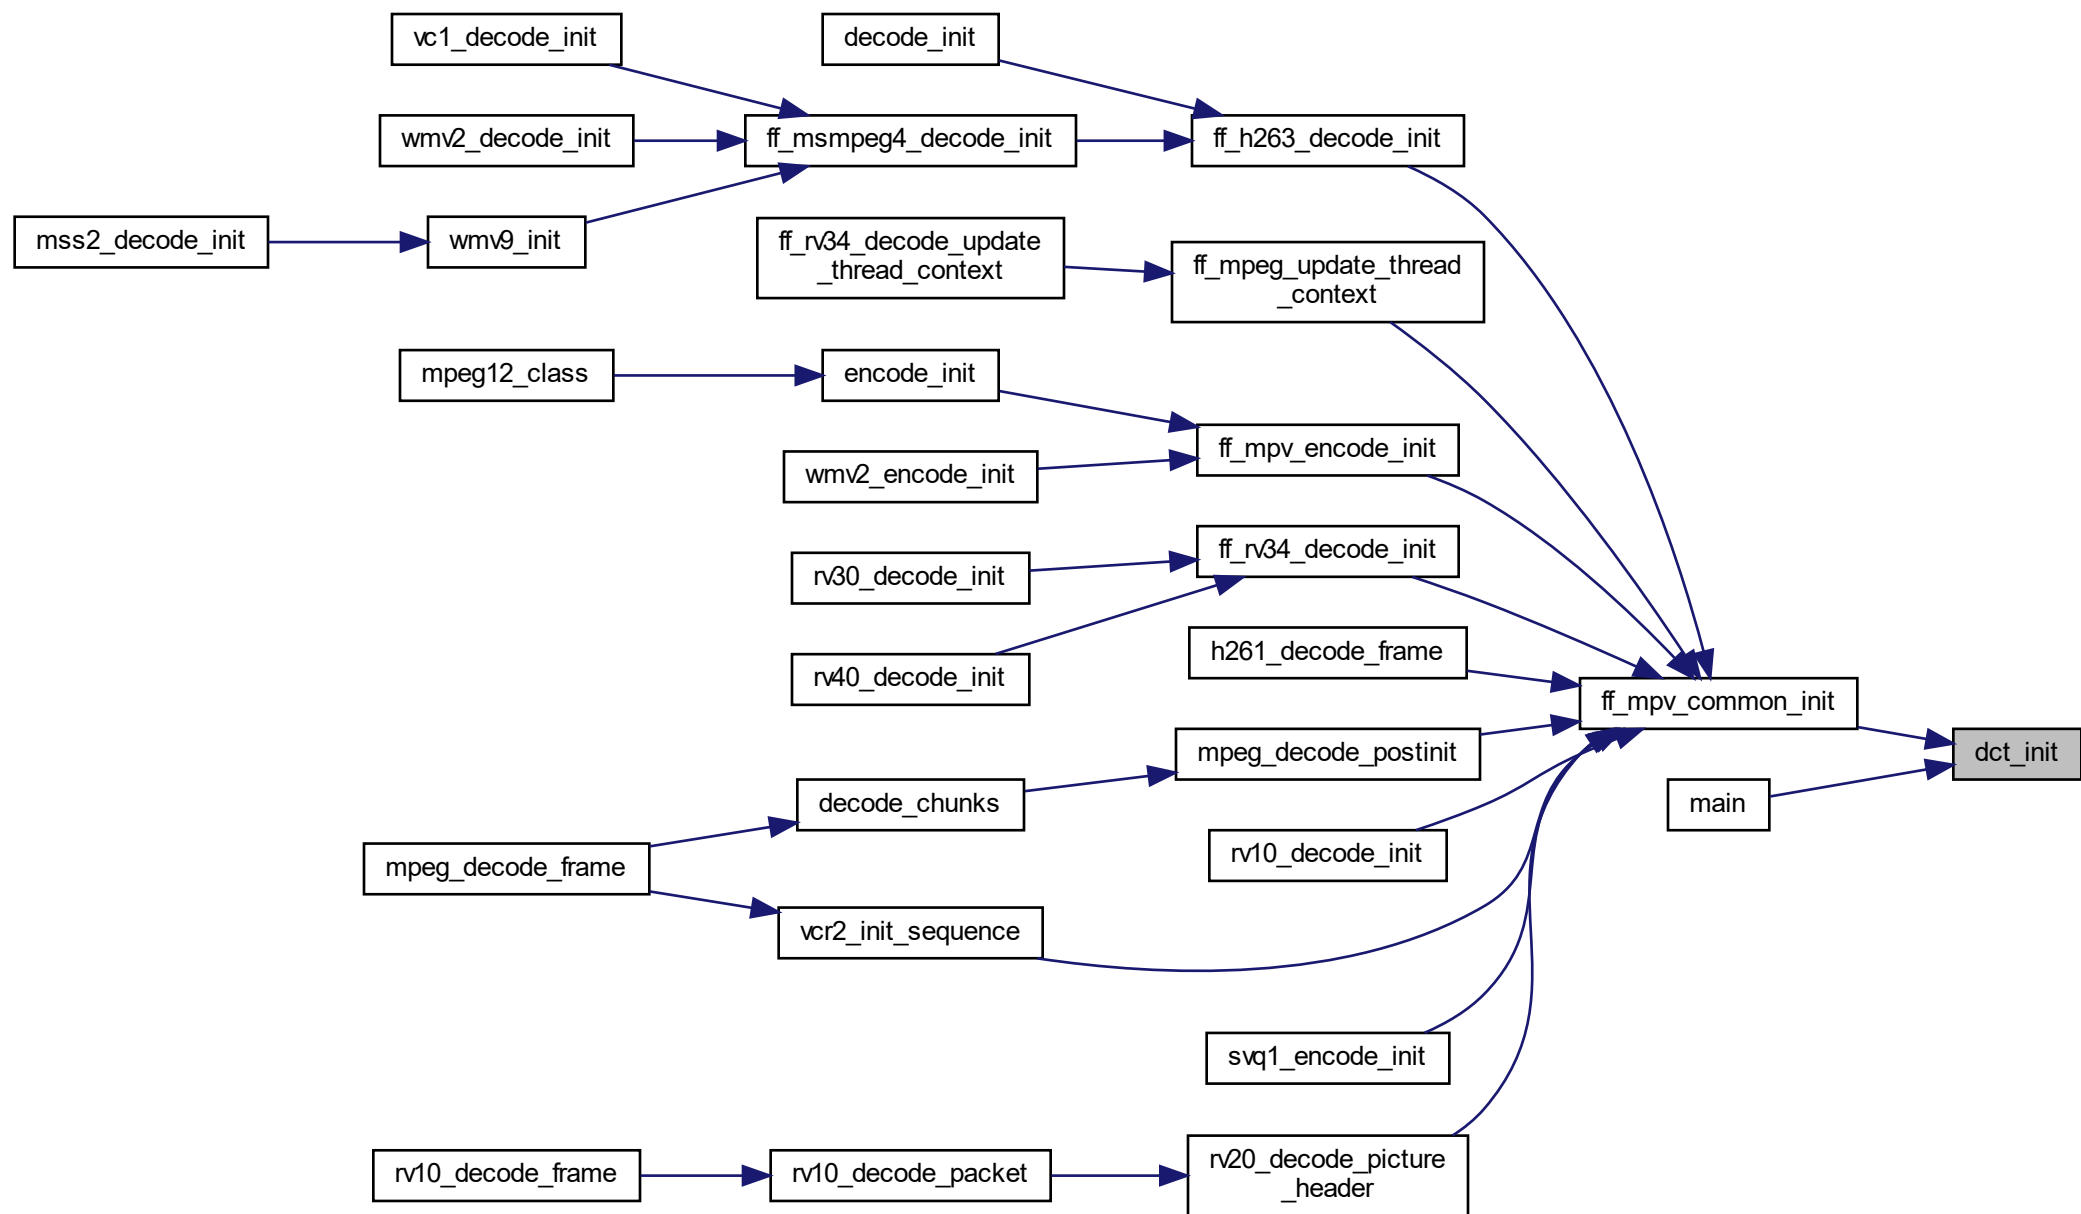 vc1_decode_init
decode_init
wmv2_decode_init
ff_msmpeg4_decode_init
ff_h263_decode_init
mss2_decode_init
wmv9_init
ff_rv34_decode_update
_thread_context
ff_mpeg_update_thread
_context
mpeg12_class
encode_init
ff_mpv_encode_init
wmv2_encode_init
ff_rv34_decode_init
rv30_decode_init
h261_decode_frame
rv40_decode_init
ff_mpv_common_init
mpeg_decode_postinit
dct_init
decode_chunks
main
rv10_decode_init
mpeg_decode_frame
vcr2_init_sequence
svq1_encode_init
rv10_decode_frame
rv10_decode_packet
rv20_decode_picture
_header